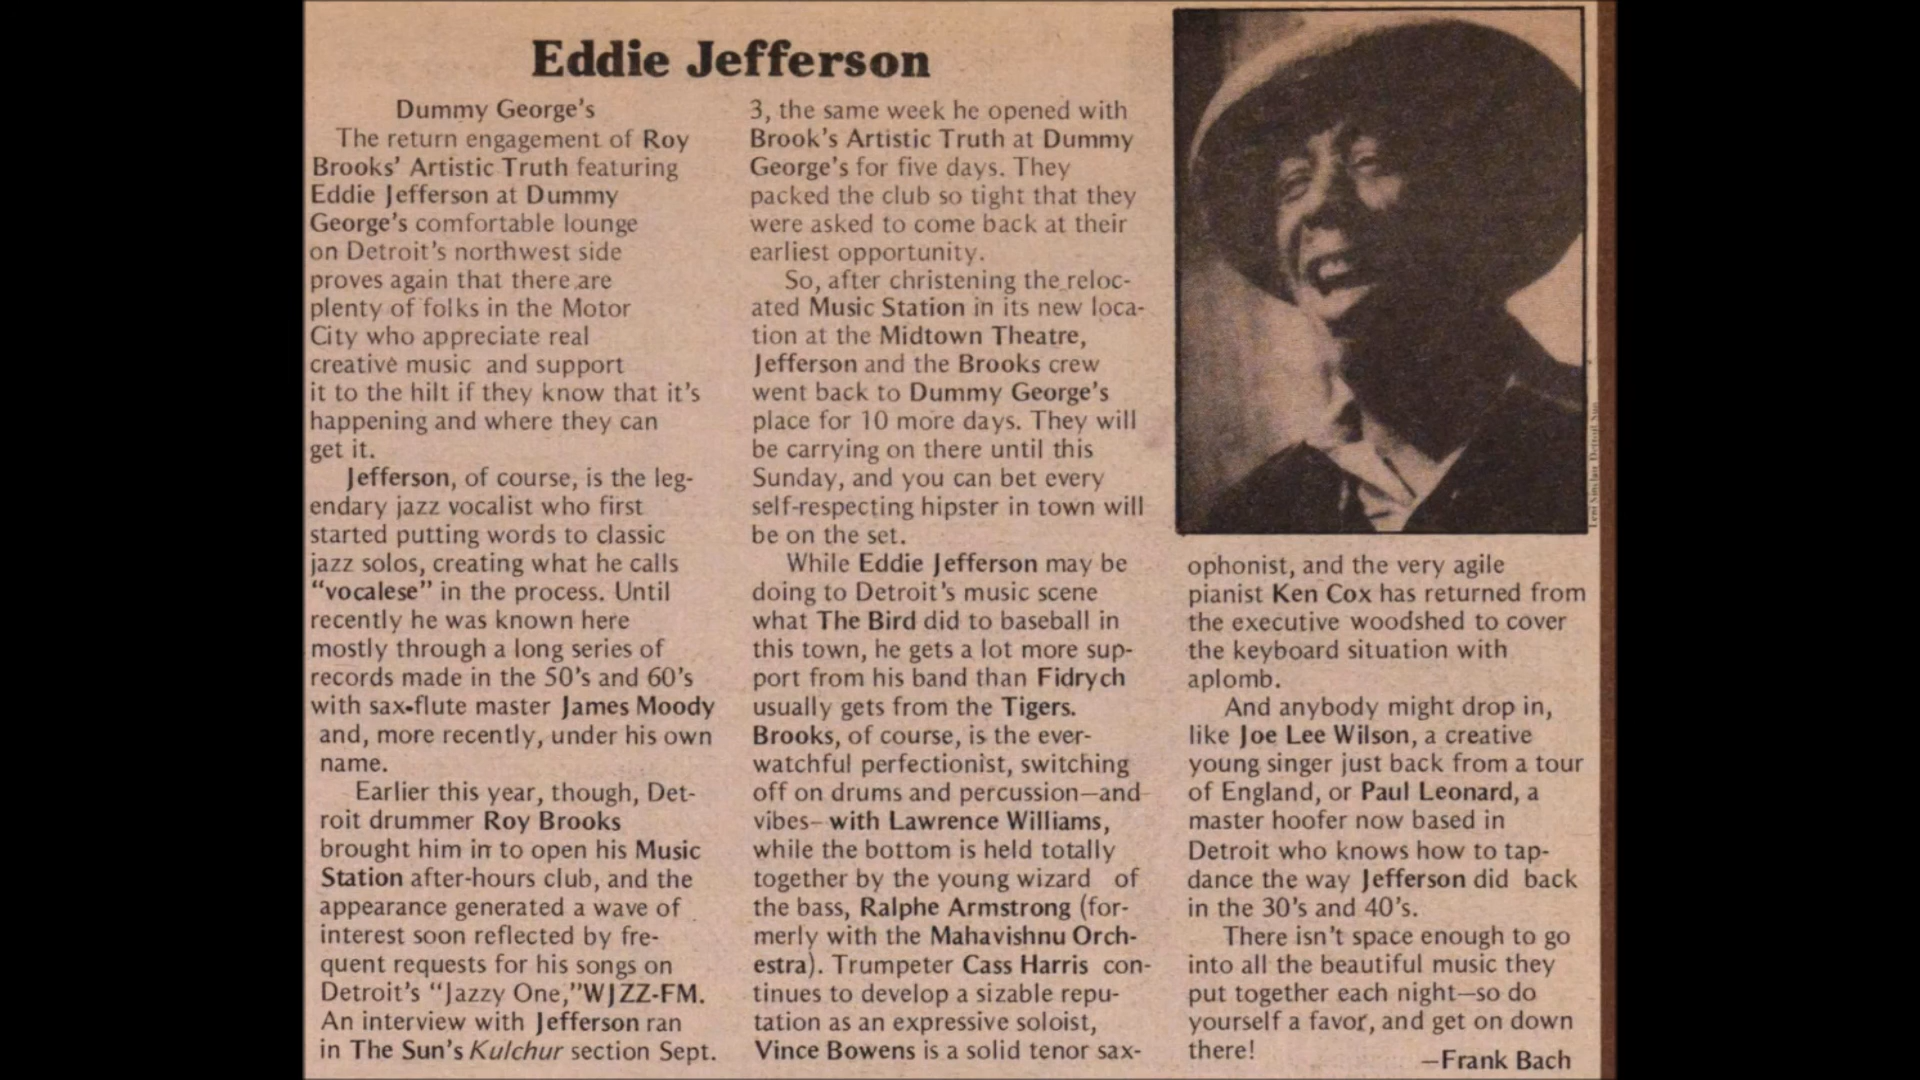 Eddie Jefferson
Dummy George's
The return engagement of Roy
Brooks' Artistic Truth featuring
Eddie Jefferson at Dummy
George's comfortable lounge
on Detroit's northwest side
proves again that there are
plenty of folks in the Motor
City who appreciate real
creative music and support
it to the hilt if they know that it's
happening and where they can
get it.
Jefferson, of course, is the leg-
endary jazz vocalist who first
started putting words to classic
jazz solos, creating what he calls
“vocalese” in the process. Until
recently he was known here
mostly through a long series of
records made in the 50's and 60's
with sax-flute master James Moody
and, more recently, under his own
name.
Earlier this year, though, Det-
roit drummer Roy Brooks
brought him in to open his Music
Station after-hours club, and the
appearance generated a wave of
interest soon reflected by fre-
quent requests for his songs on
Detroit's “Jazzy One,”WJZZ-FM.
An interview with Jefferson ran
in The Sun's Kulchur section Sept.
3, the same week he opened with
Brook's Artistic Truth at Dummy
George's for five days. They
packed the club so tight that they
were asked to come back at their
earliest opportunity.
So, after christening the reloc-
ated Music Station in its new loca-
tion at the Midtown Theatre,
Jefferson and the Brooks crew
went back to Dummy George's
place for 10 more days. They will
be carrying on there until this
Sunday, and you can bet every
self-respecting hipster in town will
be on the set.
While Eddie Jefferson may be
doing to Detroit's music scene
what The Bird did to baseball in
this town, he gets a lot more sup-
port from his band than Fidrych
usually gets from the Tigers.
Brooks, of course, is the ever-
watchful perfectionist, switching
off on drums and percussion—and
vibes—with Lawrence Williams,
while the bottom is held totally
together by the young wizard of
the bass, Ralphe Armstrong (for-
merly with the Mahavishnu Orch-
estra). Trumpeter Cass Harris con-
tinues to develop a sizable repu-
tation as an expressive soloist,
Vince Bowens is a solid tenor sax-
Leni Sinclair/Detroit Sun
ophonist, and the very agile
pianist Ken Cox has returned from
the executive woodshed to cover
the keyboard situation with
aplomb.
And anybody might drop in,
like Joe Lee Wilson, a creative
young singer just back from a tour
of England, or Paul Leonard, a
master hoofer now based in
Detroit who knows how to tap-
dance the way Jefferson did back
in the 30's and 40's.
There isn't space enough to go
into all the beautiful music they
put together each night—so do
yourself a favor, and get on down
there!
—Frank Bach